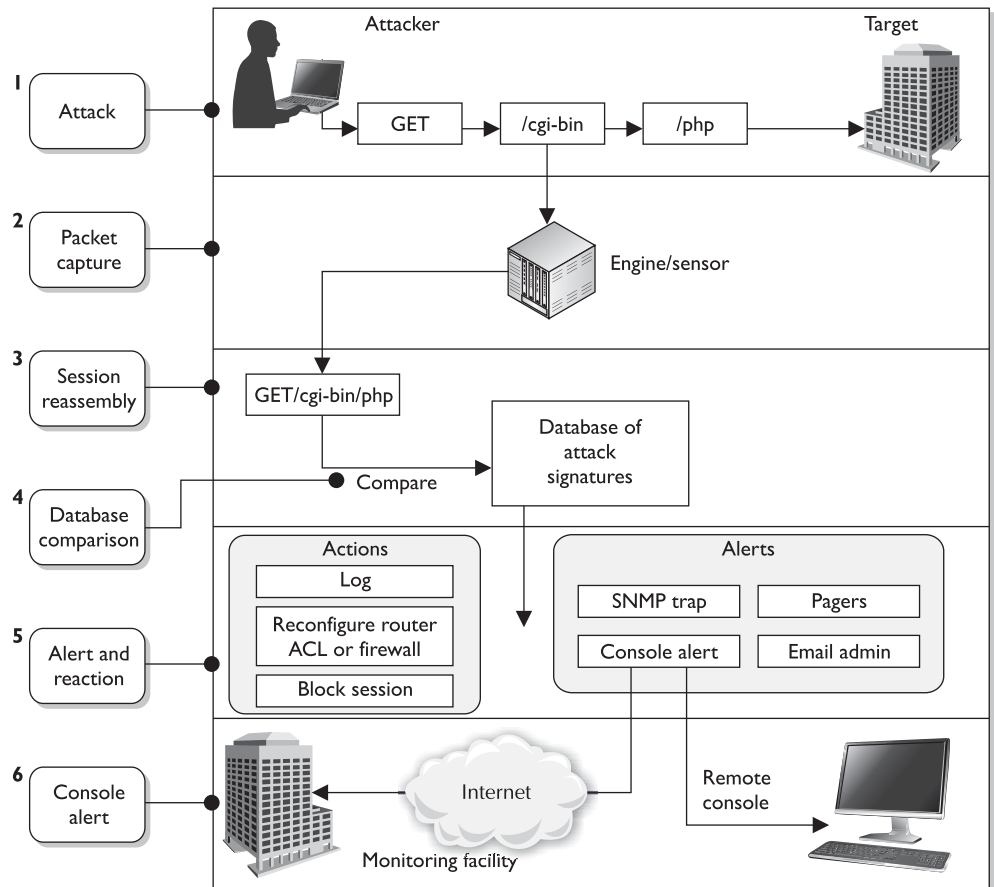 Attacker
Target
1
Attack
GET
/cgi-bin
/php
2
Packet
capture
Engine/sensor
3
Session
reassembly
GET/cgi-bin/php
Database of
attack
signatures
Compare
4
Database
comparison
Actions
Log
Reconfigure router
ACL or firewall
Block session
Alerts
SNMP trap
Pagers
Console alert
Email admin
5
Alert and
reaction
6
Console
alert
Internet
Monitoring facility
Remote
console